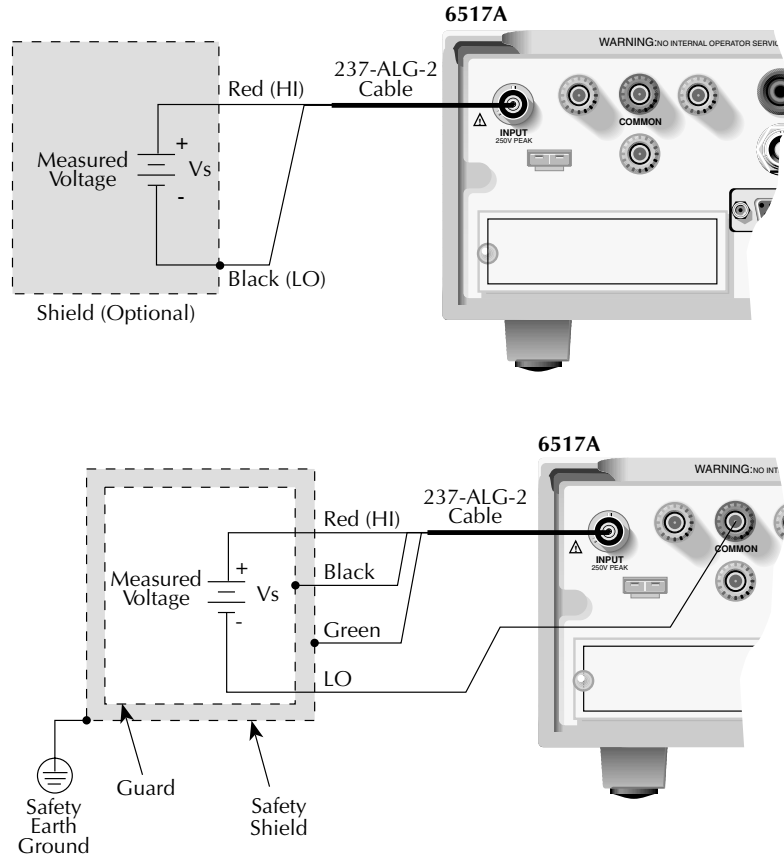 6517A
WARNING:NO INTERNAL OPERATOR SERVIC
237-ALG-2
Cable
Red (HI)
COMMON
INPUT
250V PEAK
Measured
Voltage
+
Vs
-
Black (LO)
Shield (Optional)
6517A
WARNING:NO INT
237-ALG-2
Cable
Red (HI)
COMMON
INPUT
250V PEAK
Black
Measured
Voltage
+
Vs
-
Green
LO
Guard
Safety
Shield
Safety
Earth
Ground